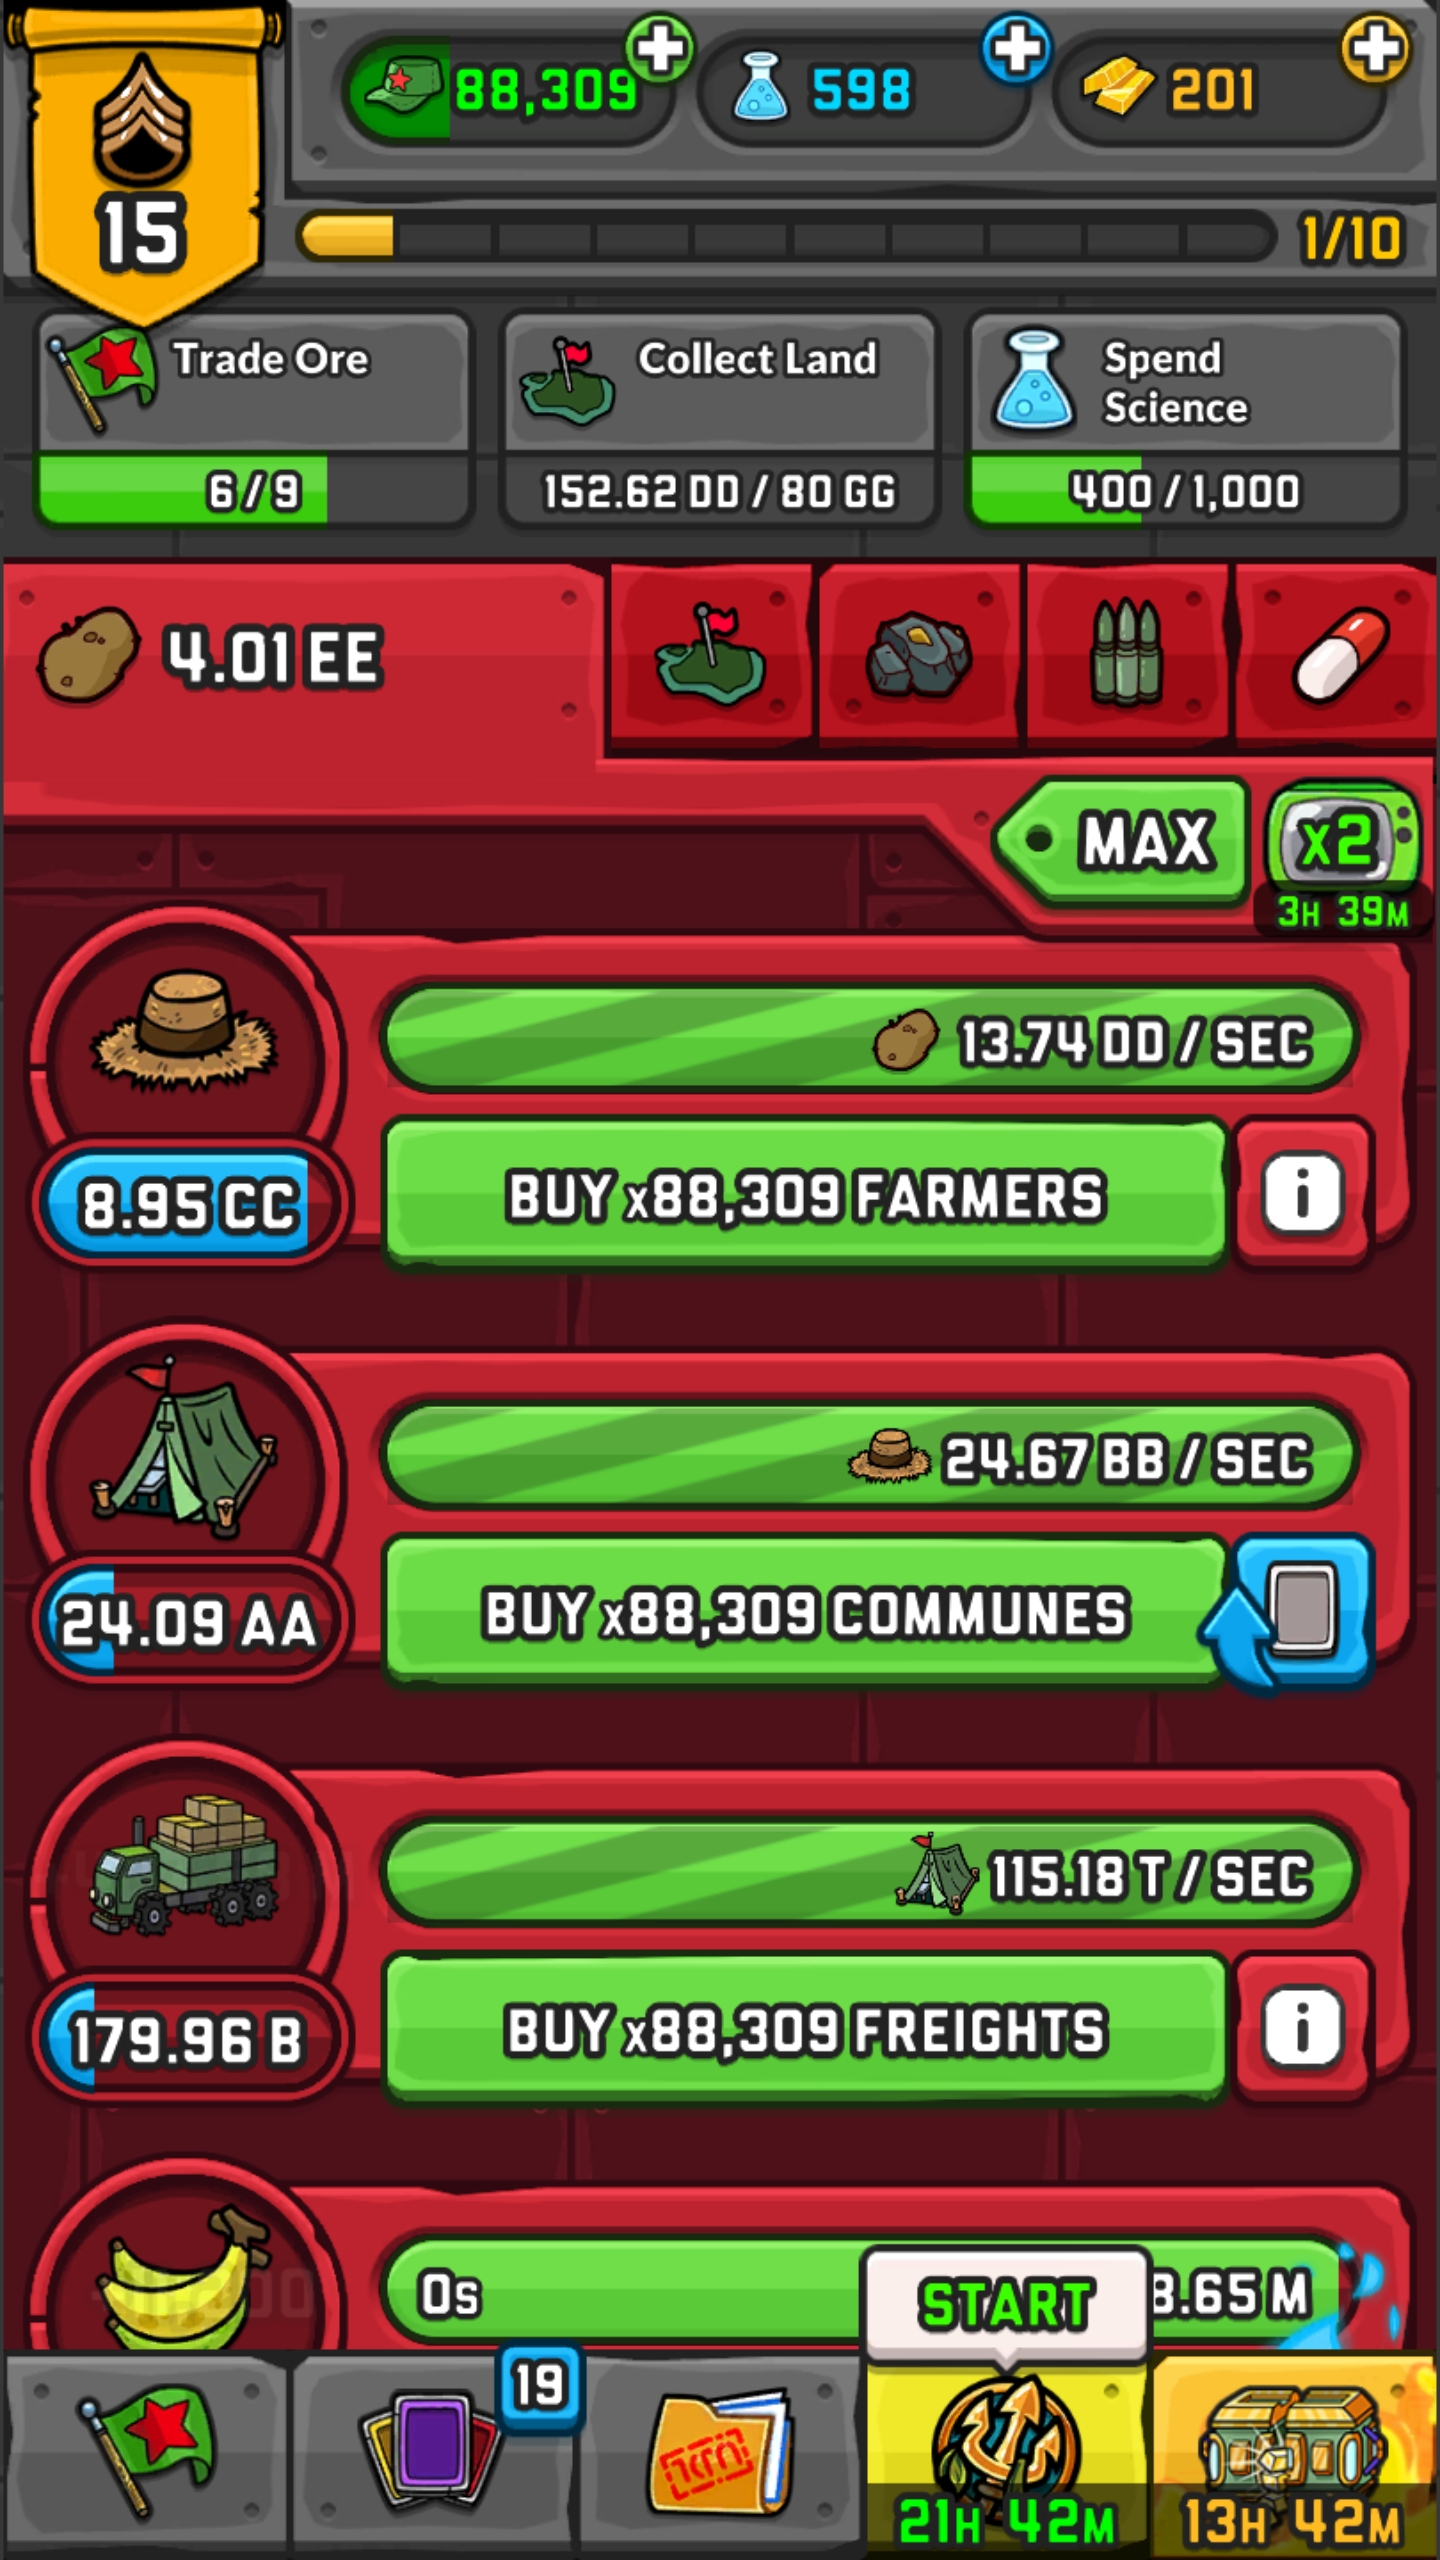 88,309
598
201
15
1/10
Trade Ore
Collect Land
Spend
Science
6/9
152.62 DD / 80 GG
400 / 1,000
4.01 EE
MAX
x2
3H 39M
13.74 DD / SEC
8.95 CC
BUY x88,309 FARMERS
24.67 BB / SEC
24.09 AA
BUY x88,309 COMMUNES
115.18 T / SEC
179.96 B
BUY x88,309 FREIGHTS
0s
8.65 M
START
19
21H 42M
13H 42M